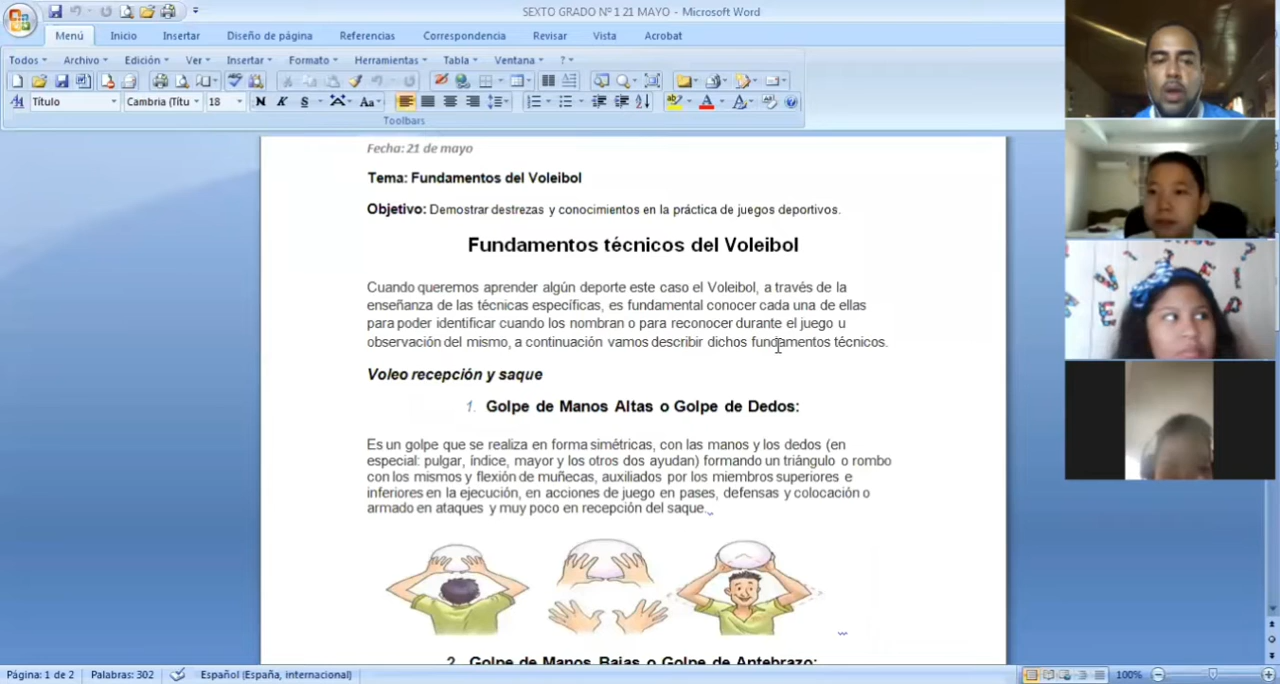 SEXTO GRADO Nº 1 21 MAYO - Microsoft Word
Menú Inicio Insertar Diseño de página Referencias Correspondencia Revisar Vista Acrobat
Todos Archivo Edición Ver Insertar Formato Herramientas Tabla Ventana ?
Título Cambria (Títu 18 N K S Aa
Toolbars
Fecha: 21 de mayo
Tema: Fundamentos del Voleibol
Objetivo: Demostrar destrezas y conocimientos en la práctica de juegos deportivos.
Fundamentos técnicos del Voleibol
Cuando queremos aprender algún deporte este caso el Voleibol, a través de la
enseñanza de las técnicas específicas, es fundamental conocer cada una de ellas
para poder identificar cuando los nombran o para reconocer durante el juego u
observación del mismo, a continuación vamos describir dichos fundamentos técnicos.
Voleo recepción y saque
1. Golpe de Manos Altas o Golpe de Dedos:
Es un golpe que se realiza en forma simétricas, con las manos y los dedos (en
especial: pulgar, índice, mayor y los otros dos ayudan) formando un triángulo o rombo
con los mismos y flexión de muñecas, auxiliados por los miembros superiores e
inferiores en la ejecución, en acciones de juego en pases, defensas y colocación o
armado en ataques y muy poco en recepción del saque.
2. Golpe de Manos Bajas o Golpe de Antebrazo:
Página: 1 de 2 Palabras: 302 Español (España, internacional) 100%